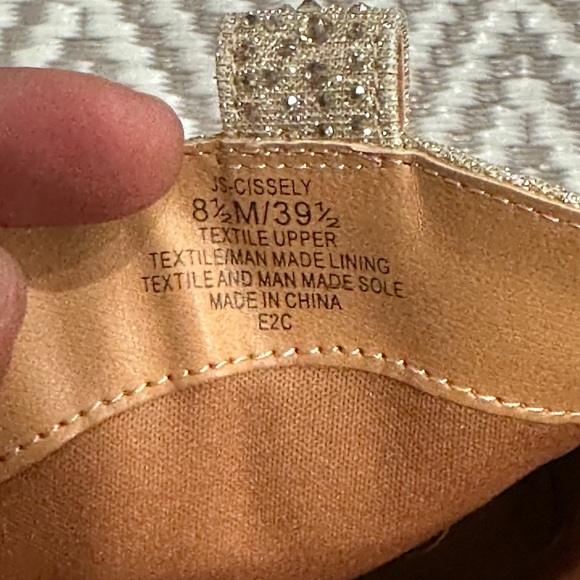 JS-CISSELY
8½M/39½
TEXTILE UPPER
TEXTILE/MAN MADE LINING
TEXTILE AND MAN MADE SOLE
MADE IN CHINA
E2C